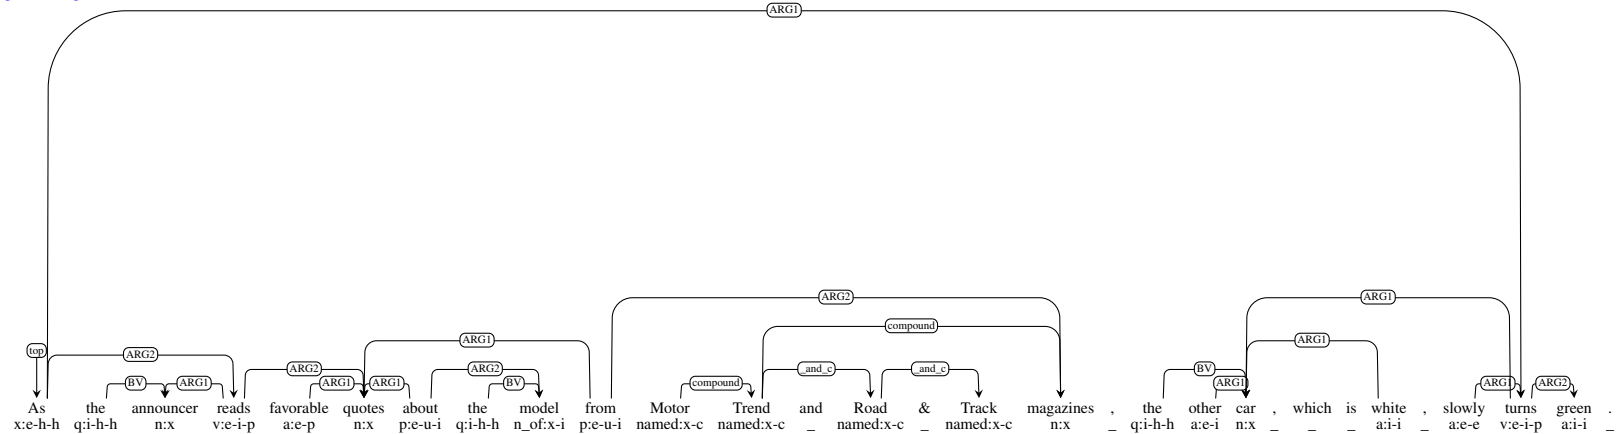 ARG1
ARG2 ARG1
compound
top ARG2 ARG1 ARG1
ARG2 ARG2 _and_c _and_c BV
BV ARG1 ARG1 ARG1 BV compound ARG1 ARG1 ARG2
As the announcer reads favorable quotes about the model from Motor Trend and Road & Track magazines , the other car , which is white , slowly turns green .
x:e-h-h q:i-h-h n:x v:e-i-p a:e-p n:x p:e-u-i q:i-h-h n_of:x-i p:e-u-i named:x-c named:x-c _ named:x-c _ named:x-c n:x _ q:i-h-h a:e-i n:x _ _ _ a:i-i _ a:e-e v:e-i-p a:i-i _